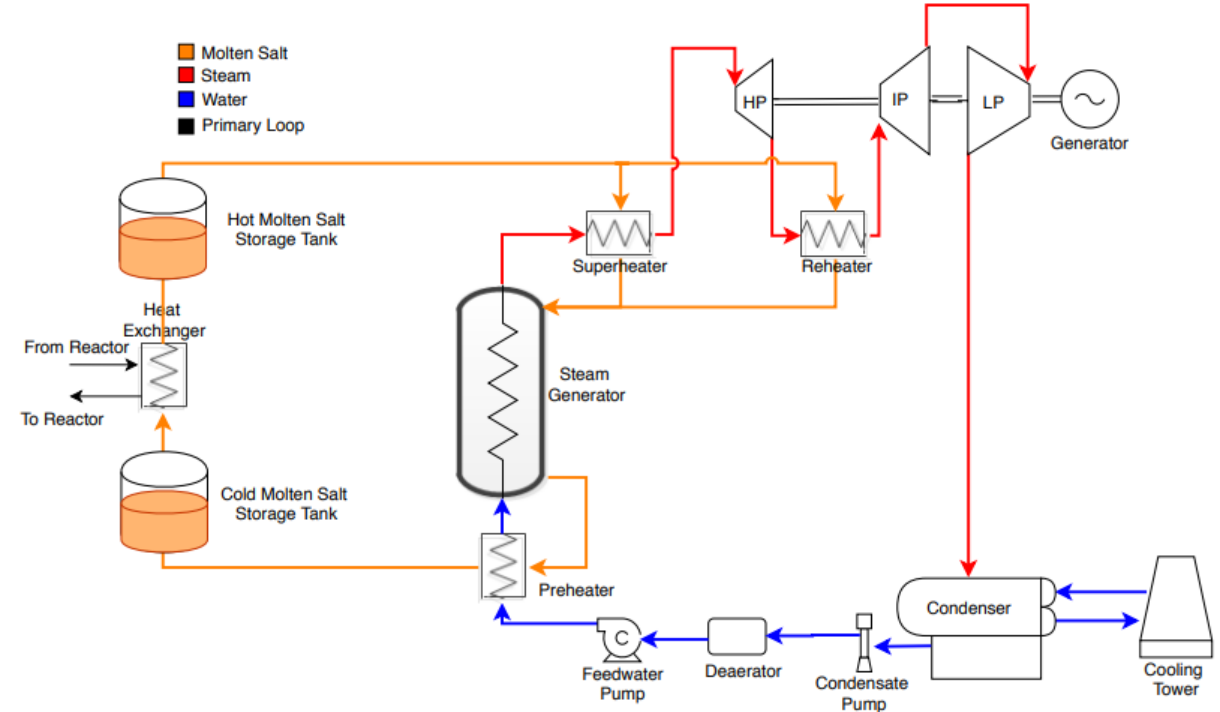 Molten Salt
Steam
Water
Primary Loop
HP
IP
LP
Generator
Hot Molten Salt
Storage Tank
Superheater
Reheater
Heat
Exchanger
From Reactor
To Reactor
Steam
Generator
Cold Molten Salt
Storage Tank
Preheater
Condenser
C
Feedwater
Pump
Deaerator
Condensate
Pump
Cooling
Tower